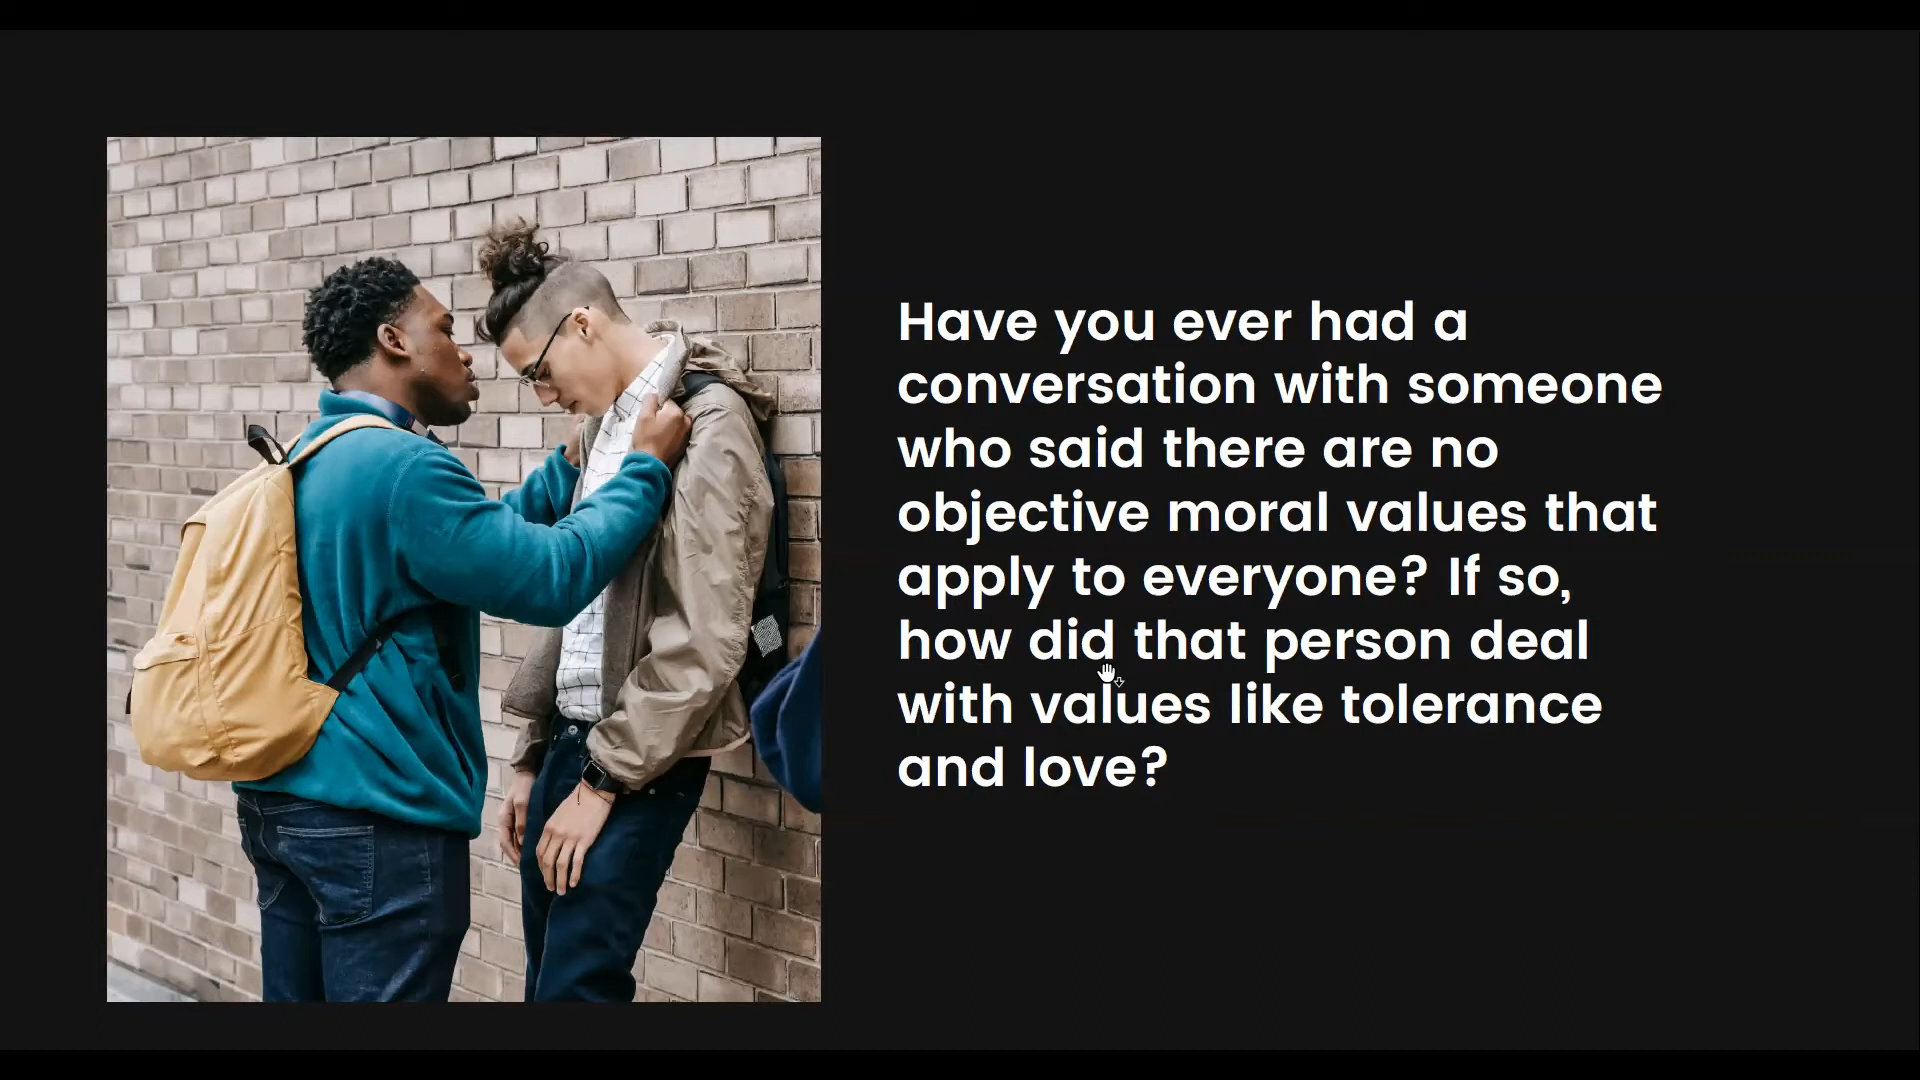 Have you ever had a
conversation with someone
who said there are no
objective moral values that
apply to everyone? If so,
how did that person deal
with values like tolerance
and love?